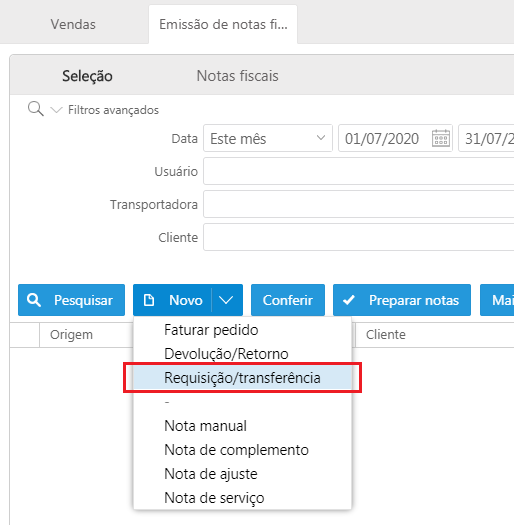 Vendas Emissão de notas fi...
Seleção Notas fiscais
Filtros avançados
Data Este mês 01/07/2020 31/07/2
Usuário
Transportadora
Cliente
Pesquisar Novo Conferir Preparar notas Mai
Origem Cliente
Faturar pedido
Devolução/Retorno
Requisição/transferência
-
Nota manual
Nota de complemento
Nota de ajuste
Nota de serviço